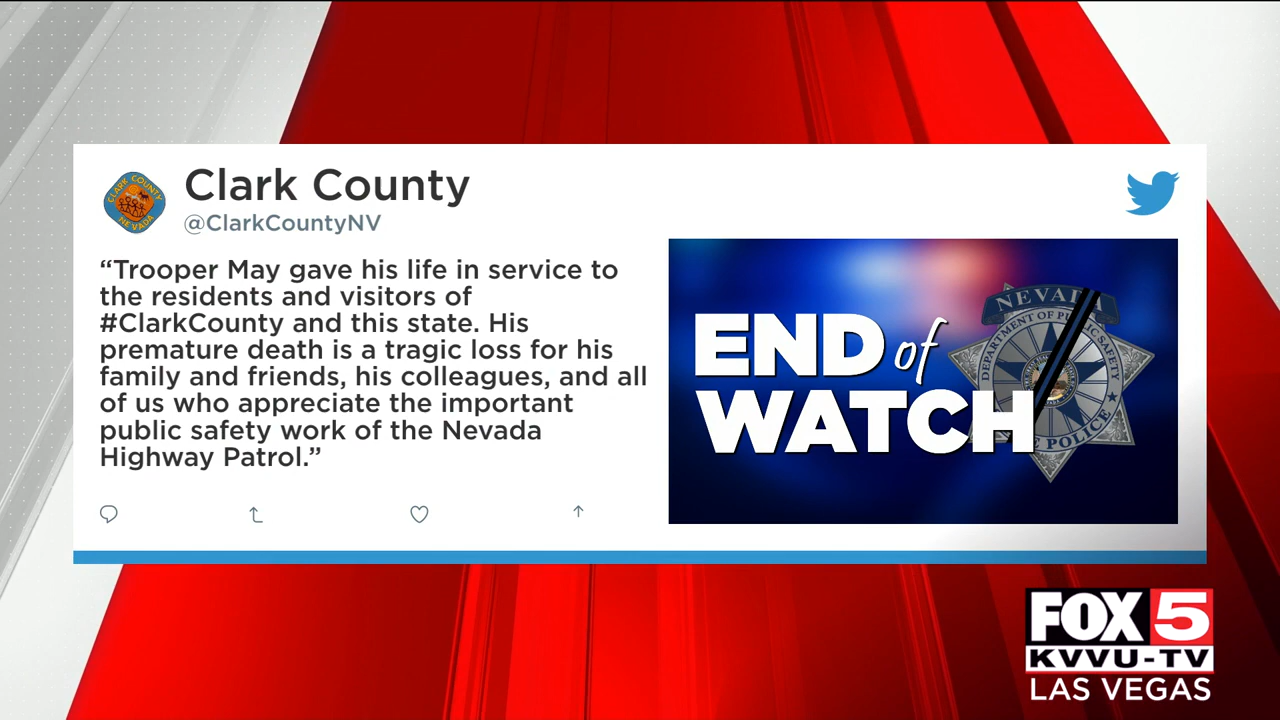 CLARK COUNTY
NEVADA
Clark County
@ClarkCountyNV
“Trooper May gave his life in service to
the residents and visitors of
#ClarkCounty and this state. His
premature death is a tragic loss for his
family and friends, his colleagues, and all
of us who appreciate the important
public safety work of the Nevada
Highway Patrol.”
END of
WATCH
DEPARTMENT OF PUBLIC SAFETY
POLICE
FOX 5
KVVU-TV
LAS VEGAS